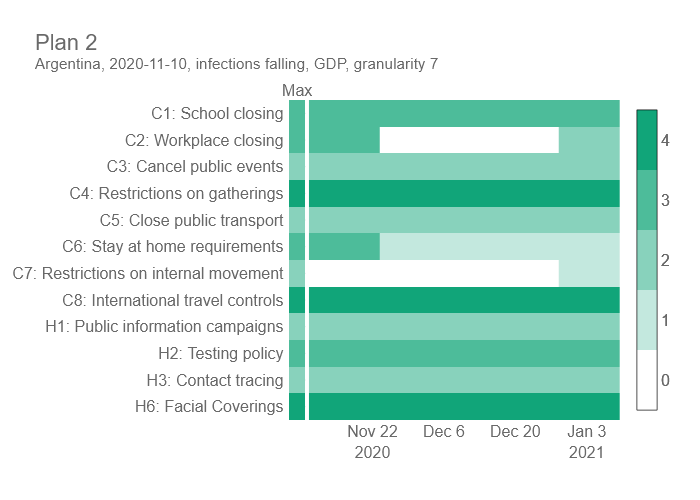 Plan 2
Argentina, 2020-11-10, infections falling, GDP, granularity 7
Max
C1: School closing
C2: Workplace closing
C3: Cancel public events
C4: Restrictions on gatherings
C5: Close public transport
C6: Stay at home requirements
C7: Restrictions on internal movement
C8: International travel controls
H1: Public information campaigns
H2: Testing policy
H3: Contact tracing
H6: Facial Coverings
4
3
2
1
0
Nov 22 Dec 6 Dec 20 Jan 3
2020 2021